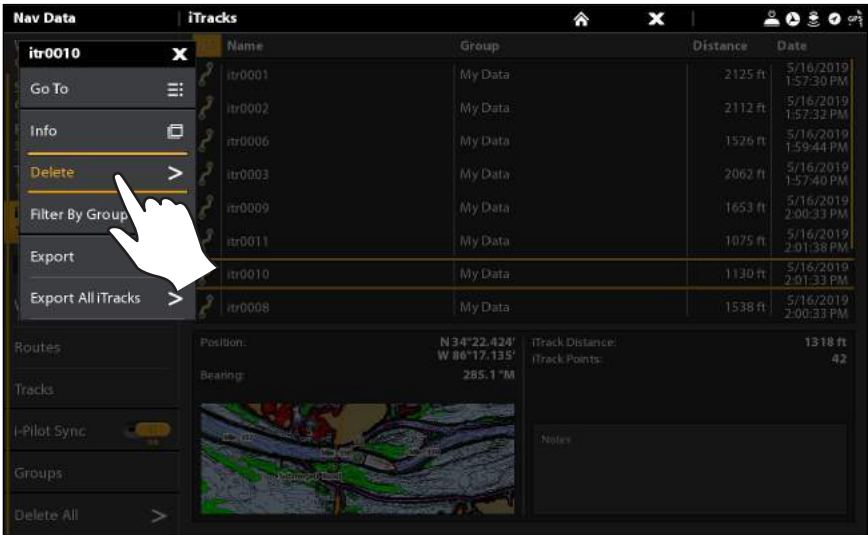 Nav Data
iTracks
GPS
itr0010
X
Go To
Info
Delete
Filter By Group
Export
Export All iTracks
Routes
Tracks
i-Pilot Sync
Groups
Delete All
Name Group Distance Date
itr0001 My Data 2125 ft 5/16/2019
1:57:30 PM
itr0002 My Data 2112 ft 5/16/2019
1:57:32 PM
itr0006 My Data 1526 ft 5/16/2019
1:59:44 PM
itr0003 My Data 2062 ft 5/16/2019
1:57:40 PM
itr0009 My Data 1653 ft 5/16/2019
2:00:33 PM
itr0011 My Data 1075 ft 5/16/2019
2:01:38 PM
itr0010 My Data 1130 ft 5/16/2019
2:01:33 PM
itr0008 My Data 1538 ft 5/16/2019
2:00:33 PM
Position: N 34°22.424'
W 86°17.135'
Bearing: 285.1 °M
iTrack Distance: 1318 ft
iTrack Points: 42
Notes